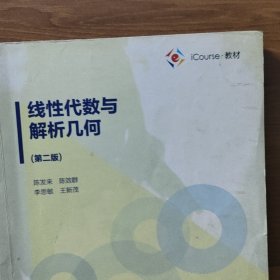 iCourse·教材
线性代数与
解析几何
(第二版)
陈发来 陈效群
李思敏 王新茂